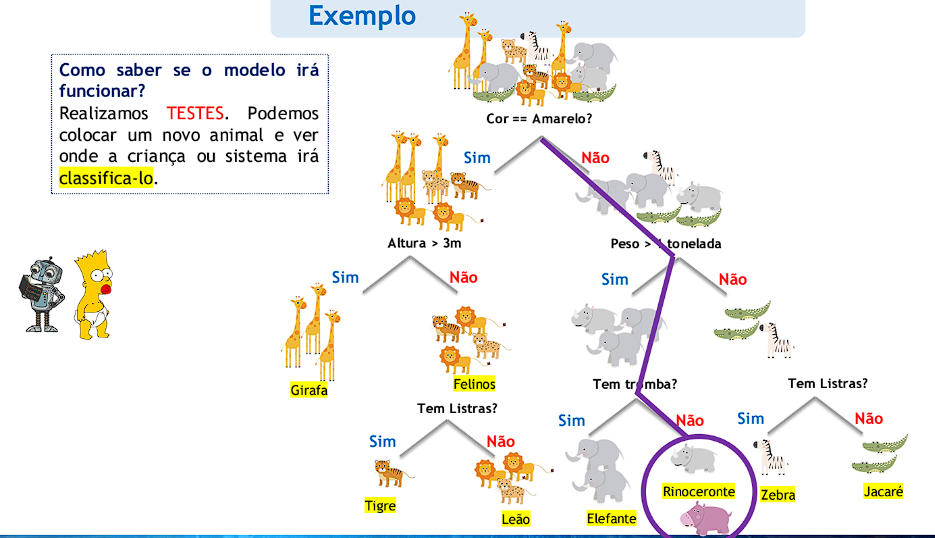 Exemplo
Como saber se o modelo irá
funcionar?
Realizamos TESTES. Podemos
colocar um novo animal e ver
onde a criança ou sistema irá
classifica-lo.
Cor == Amarelo?
Sim
Não
Altura > 3m
Peso > 1 tonelada
Sim
Não
Sim
Não
Girafa
Felinos
Tem tromba?
Tem Listras?
Tem Listras?
Sim
Não
Sim
Não
Sim
Não
Tigre
Leão
Elefante
Rinoceronte
Zebra
Jacaré